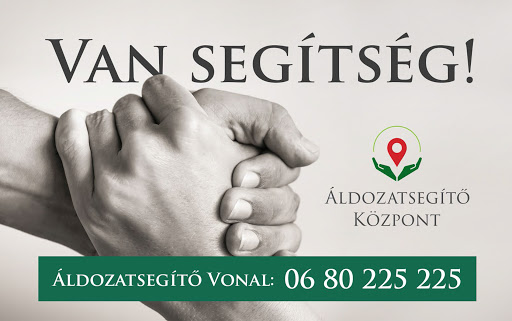 VAN SEGÍTSÉG!
ÁLDOZATSEGÍTŐ
KÖZPONT
ÁLDOZATSEGÍTŐ VONAL: 06 80 225 225